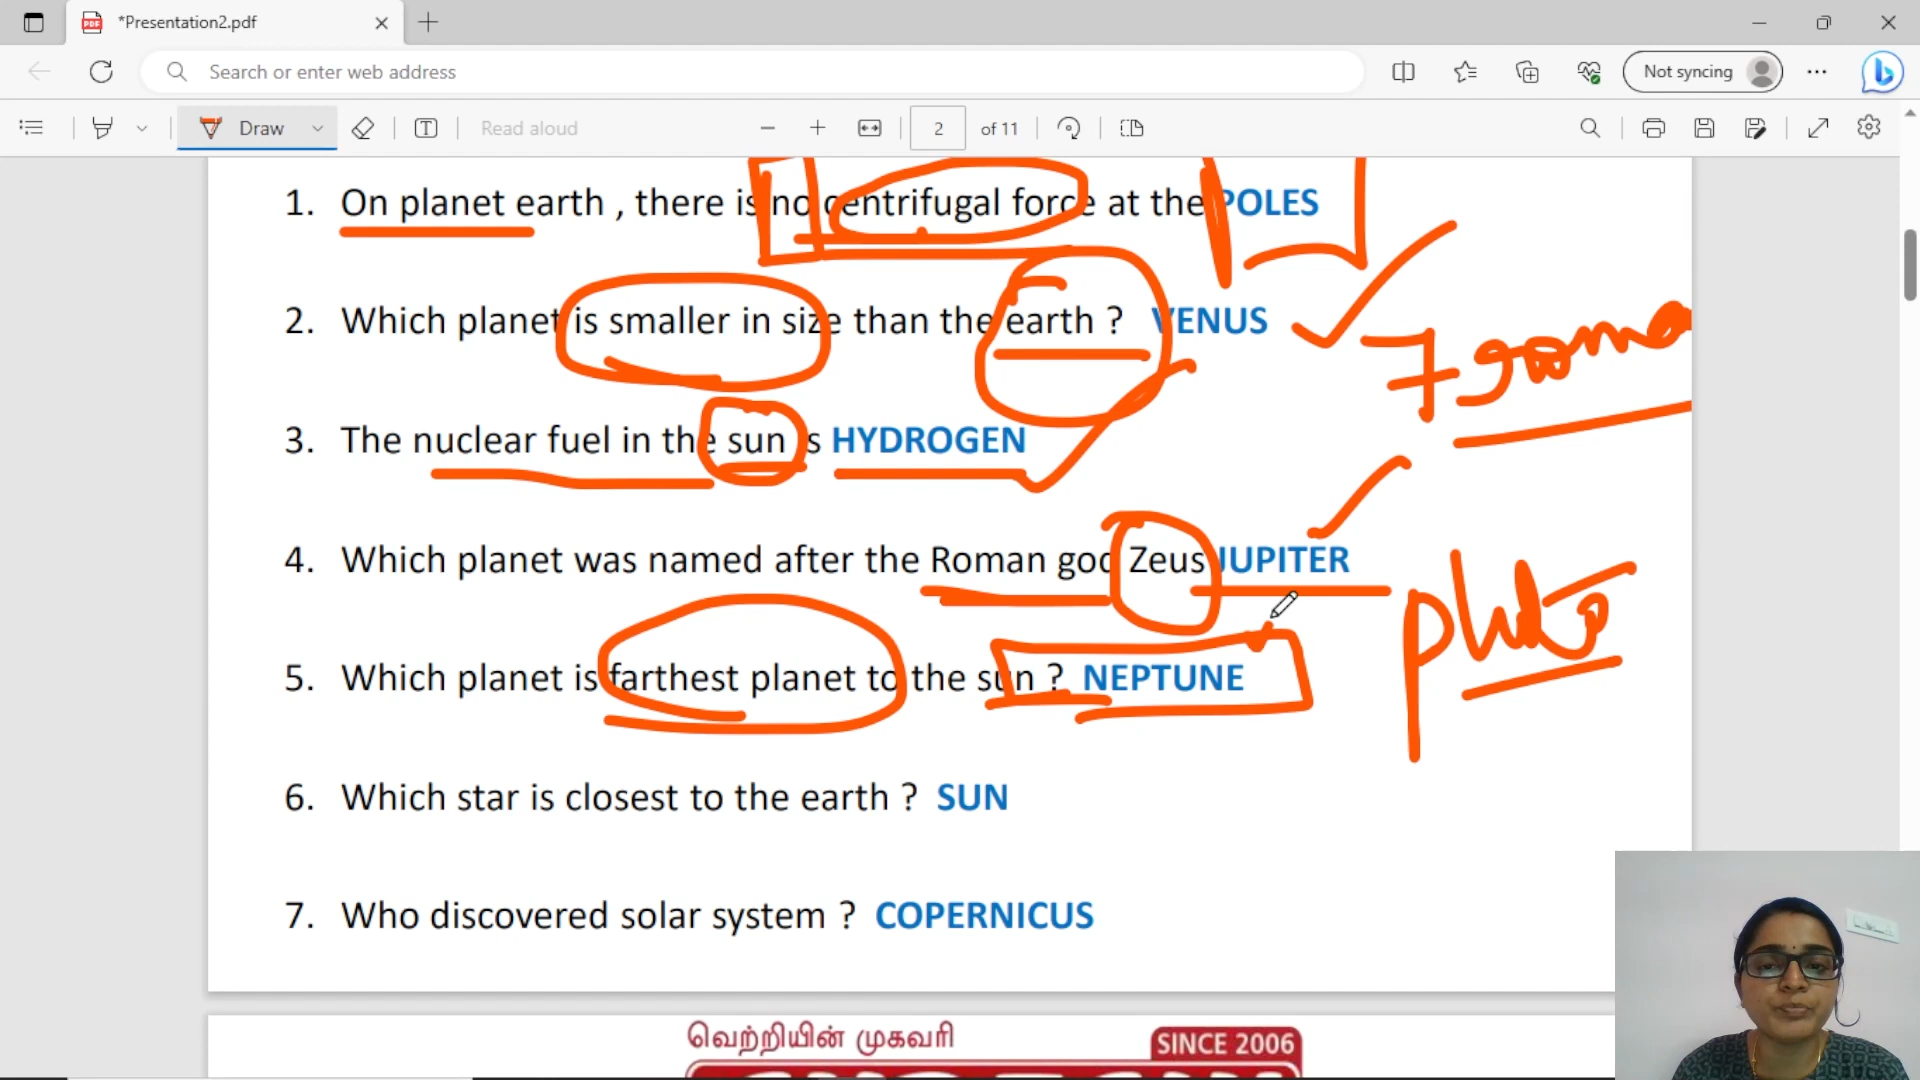 *Presentation2.pdf
Search or enter web address
Not syncing
Draw
Read aloud
2 of 11
1. On planet earth , there is no centrifugal force at the POLES
2. Which planet is smaller in size than the earth ? VENUS
3. The nuclear fuel in the sun is HYDROGEN
4. Which planet was named after the Roman god Zeus JUPITER
5. Which planet is farthest planet to the sun ? NEPTUNE
pluto
6. Which star is closest to the earth ? SUN
7. Who discovered solar system ? COPERNICUS
வெற்றியின் முகவரி
SINCE 2006